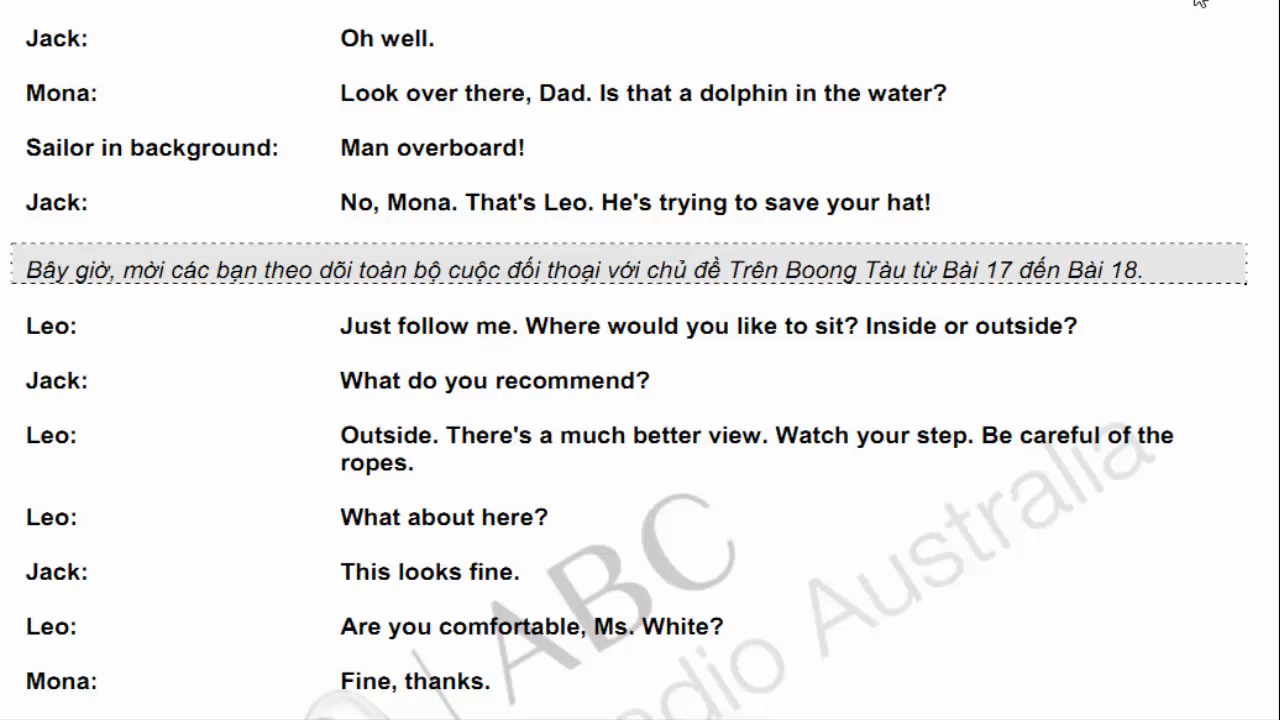 Jack: Oh well.
Mona: Look over there, Dad. Is that a dolphin in the water?
Sailor in background: Man overboard!
Jack: No, Mona. That's Leo. He's trying to save your hat!
Bây giờ, mời các bạn theo dõi toàn bộ cuộc đối thoại với chủ đề Trên Boong Tàu từ Bài 17 đến Bài 18.
Leo: Just follow me. Where would you like to sit? Inside or outside?
Jack: What do you recommend?
Leo: Outside. There's a much better view. Watch your step. Be careful of the
ropes.
Leo: What about here?
Jack: This looks fine.
Leo: Are you comfortable, Ms. White?
Mona: Fine, thanks.
ABC
Australia